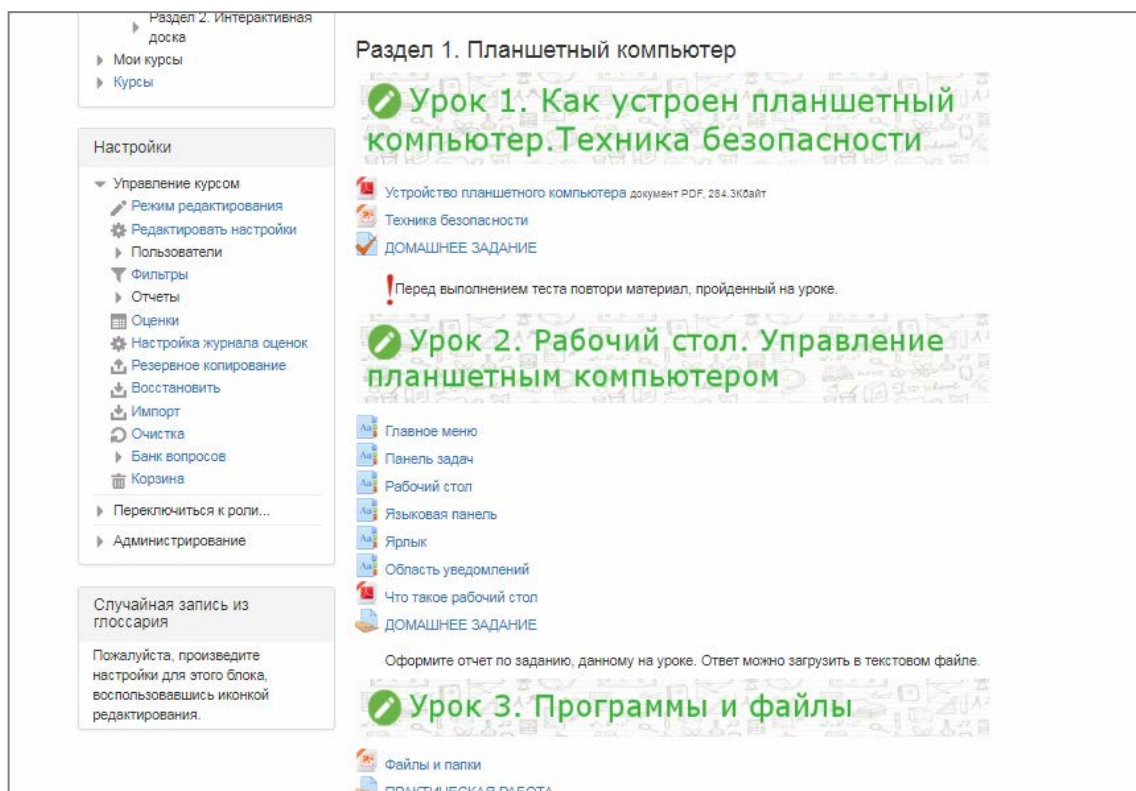 Раздел 2. Интерактивная
доска
Мои курсы
Курсы
Настройки
Управление курсом
Режим редактирования
Редактировать настройки
Пользователи
Фильтры
Отчеты
Оценки
Настройка журнала оценок
Резервное копирование
Восстановить
Импорт
Очистка
Банк вопросов
Корзина
Переключиться к роли...
Администрирование
Случайная запись из
глоссария
Пожалуйста, произведите
настройки для этого блока,
воспользовавшись иконкой
редактирования.
Раздел 1. Планшетный компьютер
Урок 1. Как устроен планшетный
компьютер.Техника безопасности
Устройство планшетного компьютера документ PDF, 284.3Кбайт
Техника безопасности
ДОМАШНЕЕ ЗАДАНИЕ
Перед выполнением теста повтори материал, пройденный на уроке.
Урок 2. Рабочий стол. Управление
планшетным компьютером
Главное меню
Панель задач
Рабочий стол
Языковая панель
Ярлык
Область уведомлений
Что такое рабочий стол
ДОМАШНЕЕ ЗАДАНИЕ
Оформите отчет по заданию, данному на уроке. Ответ можно загрузить в текстовом файле.
Урок 3. Программы и файлы
Файлы и папки
ПРАКТИЧЕСКАЯ РАБОТА